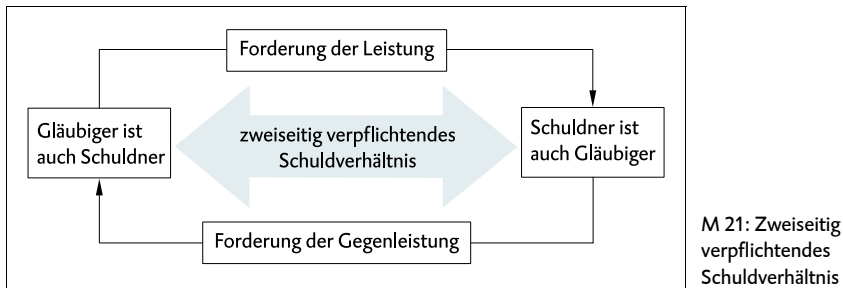 Forderung der Leistung
Gläubiger ist
auch Schuldner
zweiseitig verpflichtendes
Schuldverhältnis
Schuldner ist
auch Gläubiger
Forderung der Gegenleistung
M 21: Zweiseitig
verpflichtendes
Schuldverhältnis